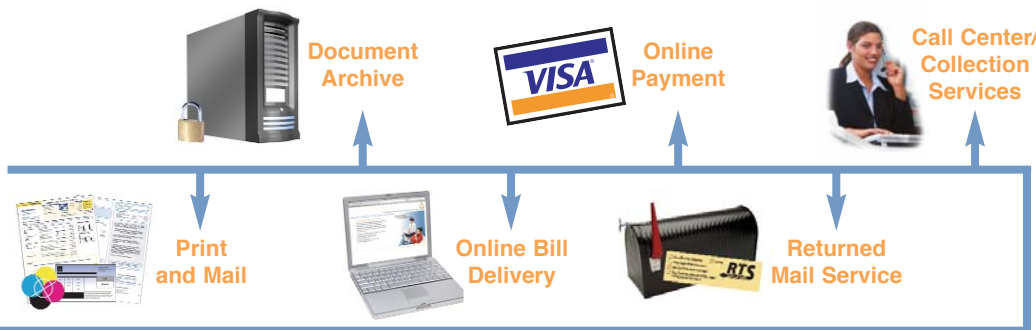 Document
Archive
VISA
Online
Payment
Call Center/
Collection
Services
Print
and Mail
Online Bill
Delivery
RTS
Returned
Mail Service